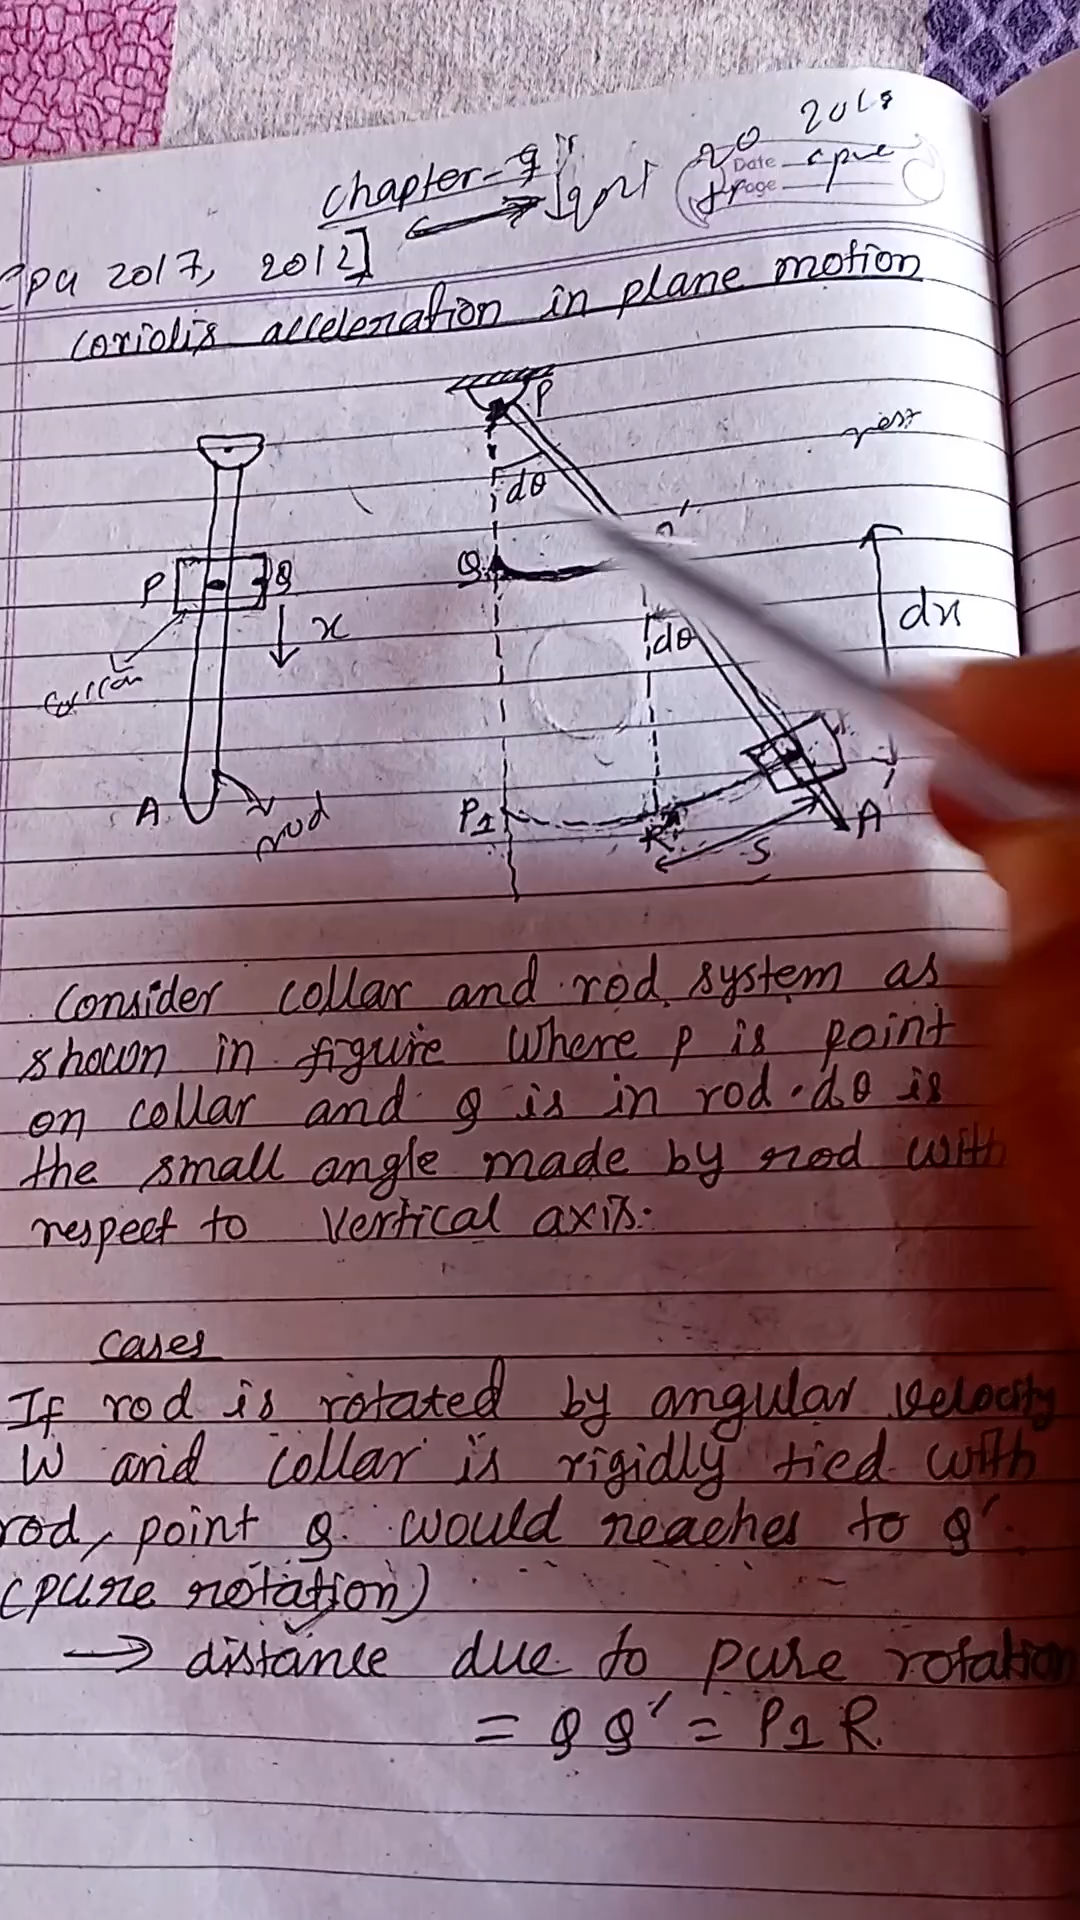 2018
Chapter-9
Date
Page
2017, 2012]
coriolis acceleration in plane motion
P
dθ
P Q
Q
x
dθ
dx
A
rod
P1
R
S
A
Consider collar and rod system as
shown in figure where p is point
on collar and Q is in rod. dθ is
the small angle made by rod with
respect to vertical axis.
Cases
If rod is rotated by angular velocity
W and collar is rigidly tied with
rod, point Q would reaches to Q'
(pure rotation)
→ distance due to pure rotation
= QQ' = P1R